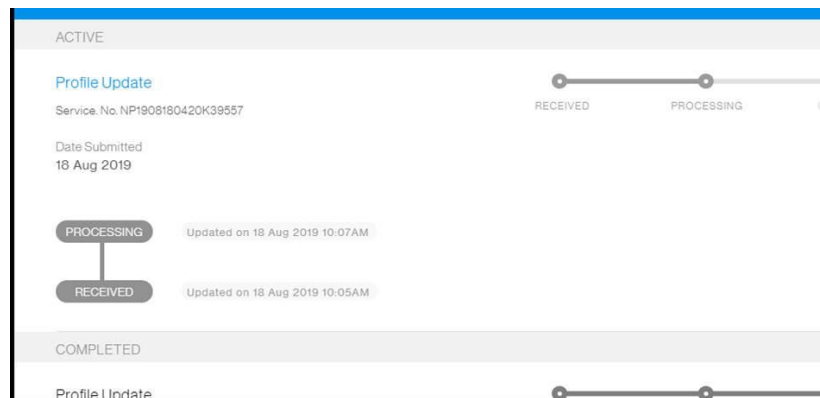 ACTIVE
Profile Update
RECEIVED PROCESSING
Service. No. NP1908180420K39557
Date Submitted
18 Aug 2019
PROCESSING Updated on 18 Aug 2019 10:07AM
RECEIVED Updated on 18 Aug 2019 10:05AM
COMPLETED
Profile Update